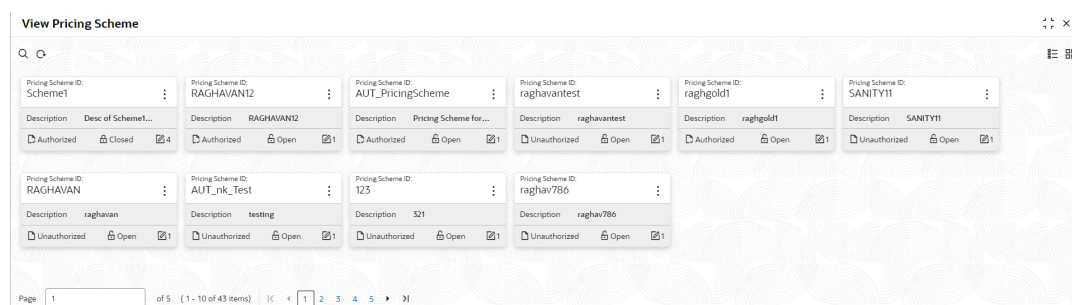 View Pricing Scheme
Pricing Scheme ID: Pricing Scheme ID: Pricing Scheme ID: Pricing Scheme ID: Pricing Scheme ID: Pricing Scheme ID:
Scheme1 RAGHAVAN12 AUT_PricingScheme raghavantest raghgold1 SANITY11
Description Desc of Scheme1... Description RAGHAVAN12 Description Pricing Scheme for... Description raghavantest Description raghgold1 Description SANITY11
Authorized Closed 4 Authorized Open 1 Authorized Open 1 Unauthorized Open 1 Authorized Open 1 Unauthorized Open 1
Pricing Scheme ID: Pricing Scheme ID: Pricing Scheme ID: Pricing Scheme ID:
RAGHAVAN AUT_nk_Test 123 raghav786
Description raghavan Description testing Description 321 Description raghav786
Unauthorized Open 1 Unauthorized Open 1 Unauthorized Open 1 Unauthorized Open 1
Page 1 of 5 (1 - 10 of 43 items) 1 2 3 4 5